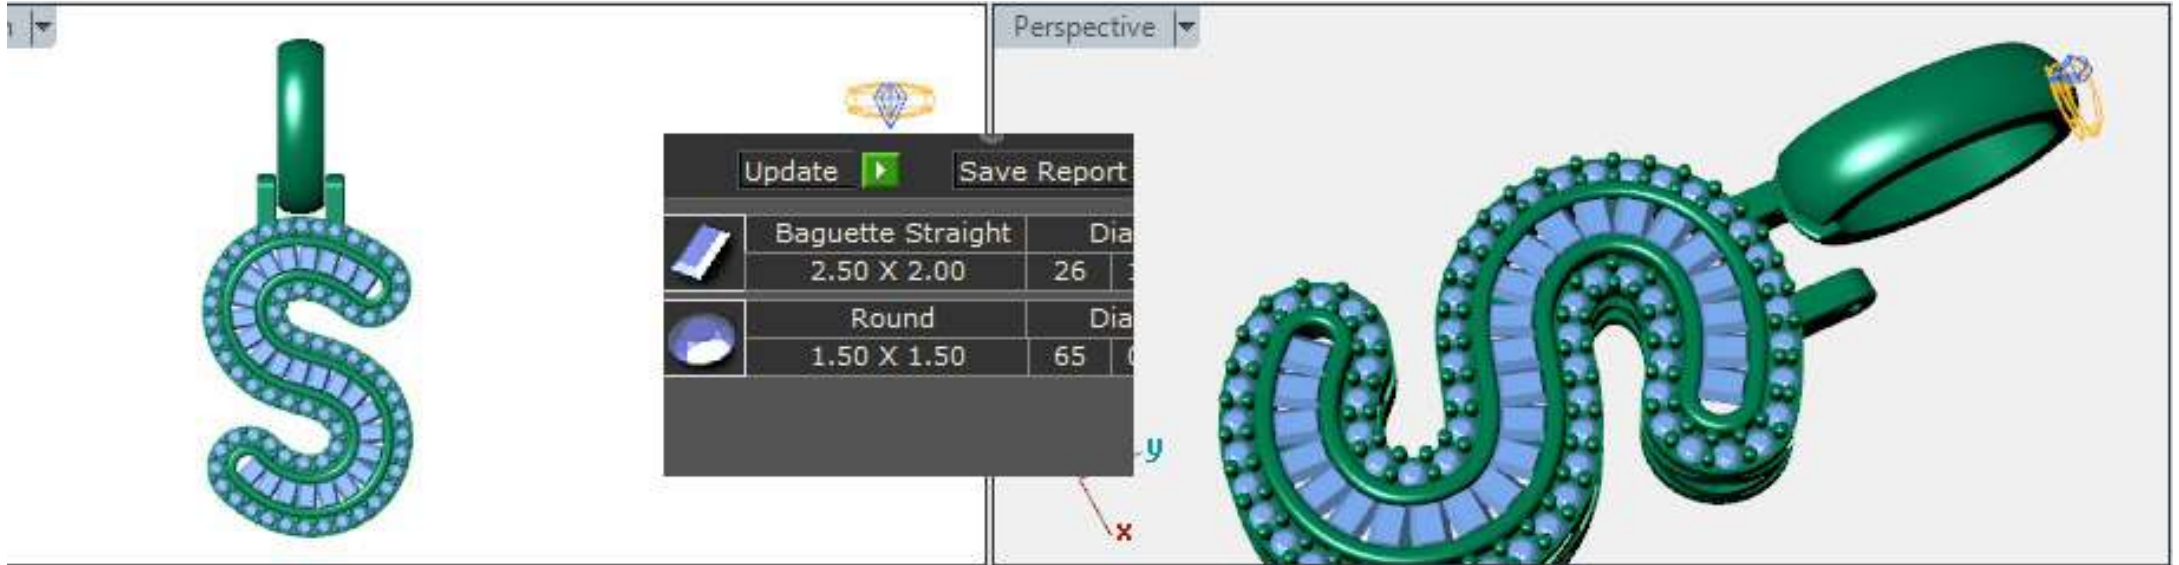 Perspective
Update
Save Report
Baguette Straight Dia
2.50 X 2.00 26
Round Dia
1.50 X 1.50 65
y
x